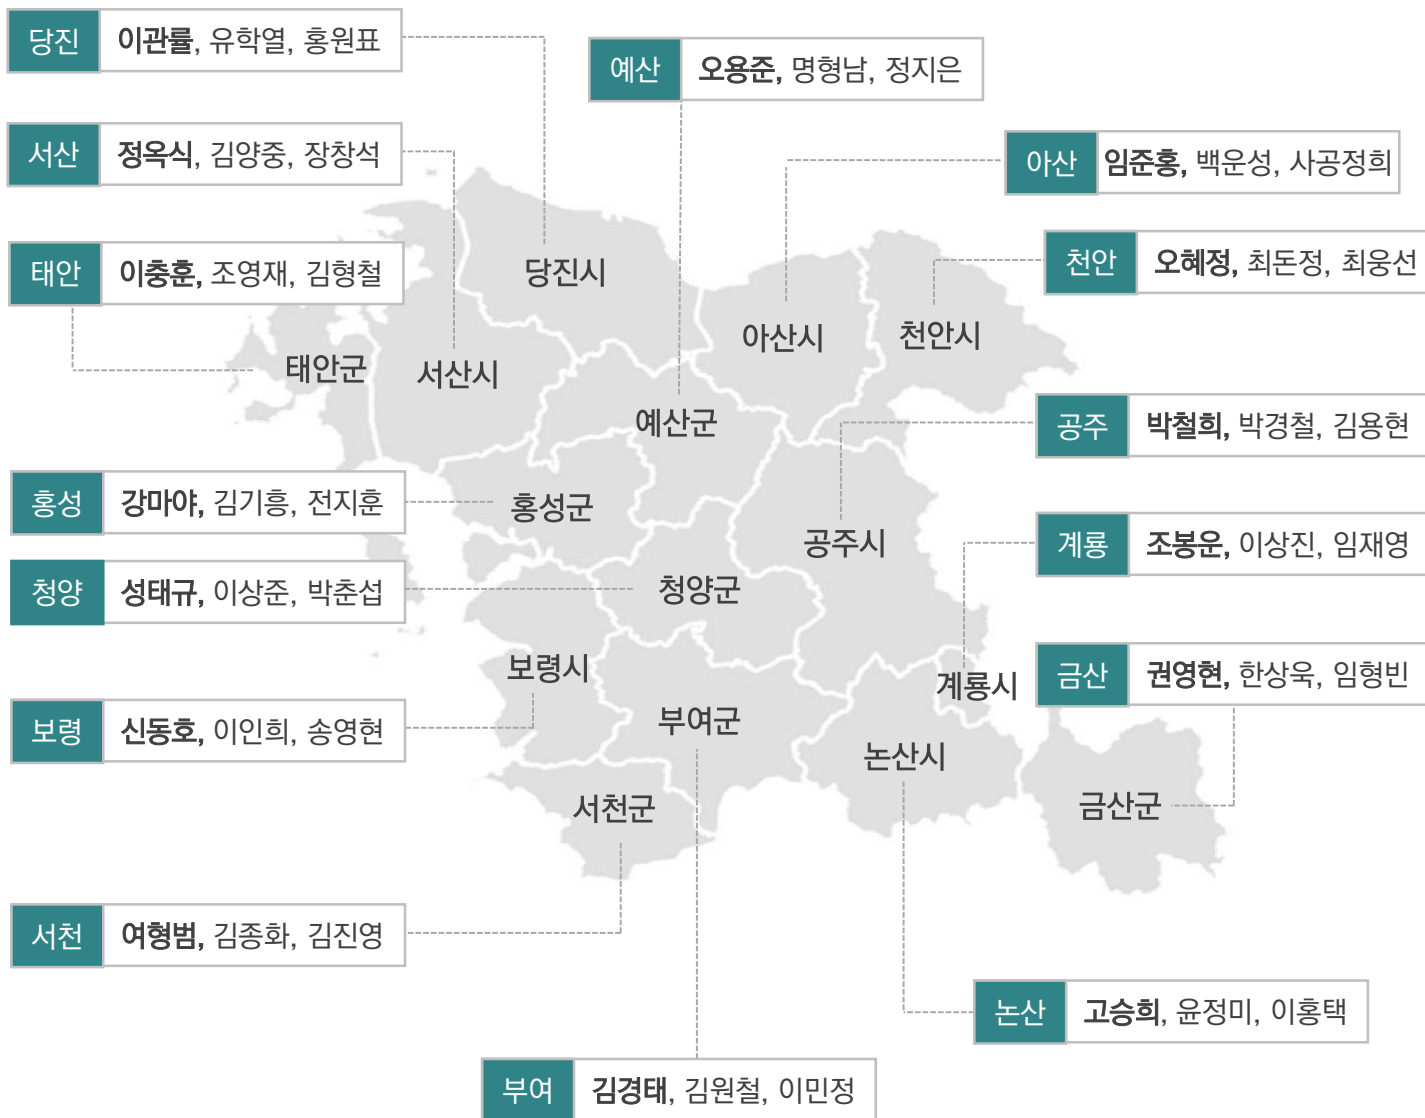 당진 이관률, 유학열, 홍원표
예산 오용준, 명형남, 정지은
서산 정옥식, 김양중, 장창석
아산 임준홍, 백운성, 사공정희
태안 이충훈, 조영재, 김형철
천안 오혜정, 최돈정, 최웅선
당진시
아산시
천안시
태안군
서산시
예산군
공주 박철희, 박경철, 김용현
홍성 강마야, 김기흥, 전지훈
홍성군
공주시
계룡 조봉운, 이상진, 임재영
청양 성태규, 이상준, 박춘섭
청양군
보령시
계룡시
금산 권영현, 한상욱, 임형빈
보령 신동호, 이인희, 송영현
부여군
논산시
서천군
금산군
서천 여형범, 김종화, 김진영
논산 고승희, 윤정미, 이홍택
부여 김경태, 김원철, 이민정